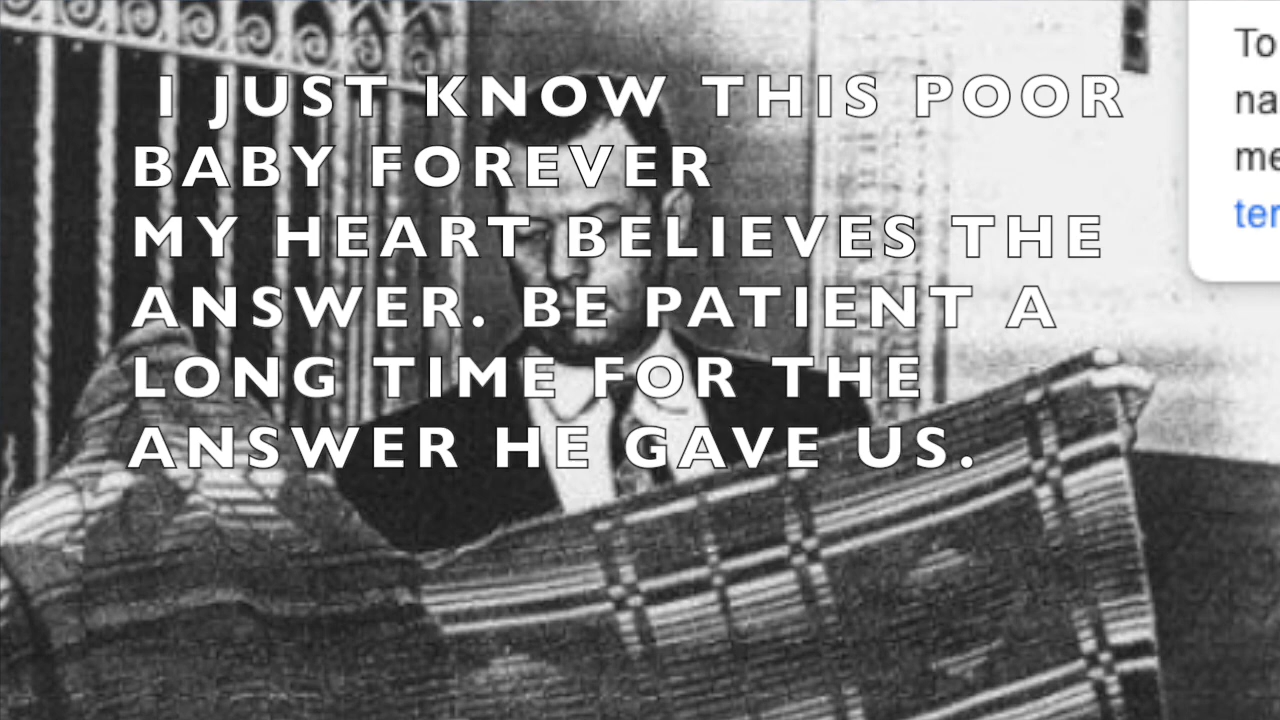 I JUST KNOW THIS POOR
BABY FOREVER
MY HEART BELIEVES THE
ANSWER. BE PATIENT A
LONG TIME FOR THE
ANSWER HE GAVE US.
To
na
me
ter